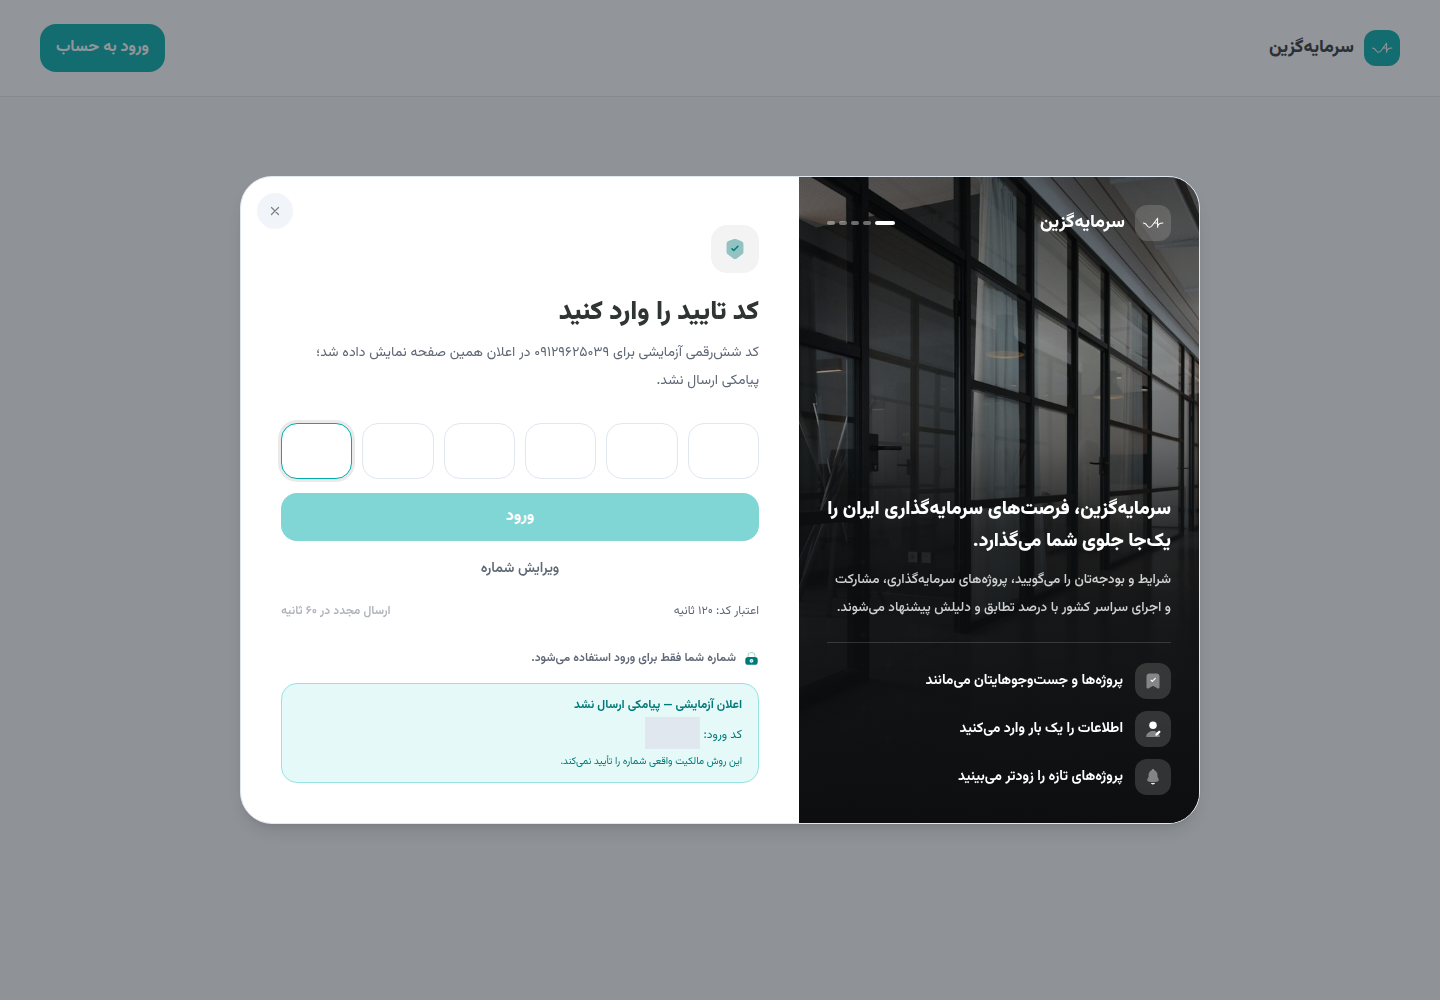 سرمایه‌گزین
ورود به حساب
سرمایه‌گزین
سرمایه‌گزین، فرصت‌های سرمایه‌گذاری ایران را
یک‌جا جلوی شما می‌گذارد.
شرایط و بودجه‌تان را می‌گویید، پروژه‌های سرمایه‌گذاری، مشارکت
و اجرای سراسر کشور با درصد تطابق و دلیلش پیشنهاد می‌شوند.
پروژه‌ها و جست‌وجوهایتان می‌مانند
اطلاعات را یک بار وارد می‌کنید
پروژه‌های تازه را زودتر می‌بینید
کد تایید را وارد کنید
کد شش‌رقمی آزمایشی برای ۰۹۱۲۹۶۲۵۰۳۹ در اعلان همین صفحه نمایش داده شد؛
پیامکی ارسال نشد.
ورود
ویرایش شماره
اعتبار کد: ۱۲۰ ثانیه
ارسال مجدد در ۶۰ ثانیه
شماره شما فقط برای ورود استفاده می‌شود.
اعلان آزمایشی — پیامکی ارسال نشد
کد ورود:
این روش مالکیت واقعی شماره را تأیید نمی‌کند.